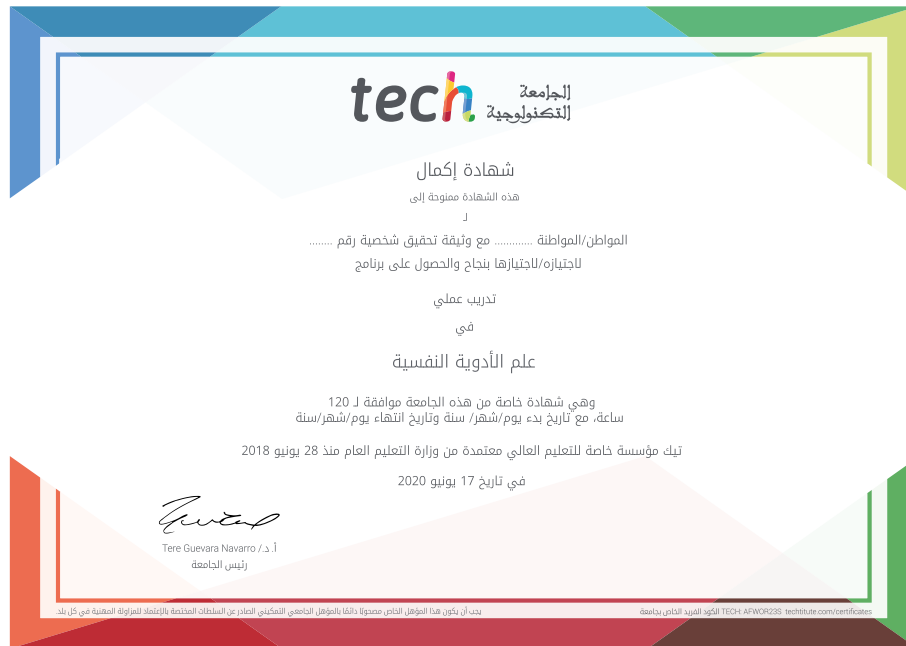 tech الجامعة
التكنولوجية
شهادة إكمال
هذه الشهادة ممنوحة إلى
لـ
المواطن/المواطنة ............. مع وثيقة تحقيق شخصية رقم ........
لاجتيازه/لاجتيازها بنجاح والحصول على برنامج
تدريب عملي
في
علم الأدوية النفسية
وهي شهادة خاصة من هذه الجامعة موافقة لـ 120
ساعة، مع تاريخ بدء يوم/شهر/ سنة وتاريخ انتهاء يوم/شهر/سنة
تيك مؤسسة خاصة للتعليم العالي معتمدة من وزارة التعليم العام منذ 28 يونيو 2018
في تاريخ 17 يونيو 2020
أ. د./ Tere Guevara Navarro
رئيس الجامعة
يجب أن يكون هذا المؤهل الخاص مصحوبًا دائمًا بالمؤهل الجامعي التمكيني الصادر عن السلطات المختصة بالإعتماد للمزاولة المهنية في كل بلد.
الكود الفريد الخاص بجامعة TECH: AFWOR23S techtitute.com/certificates